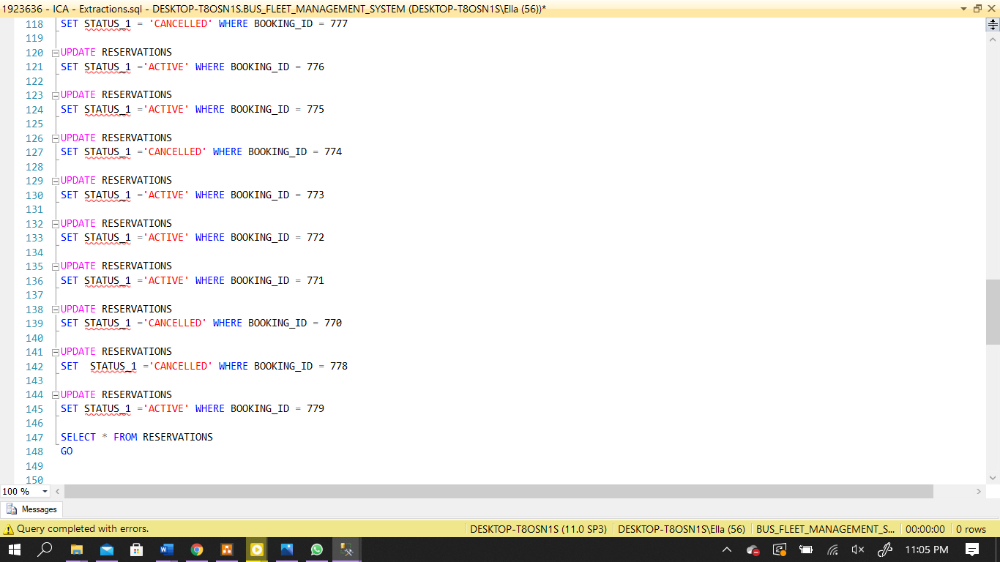 1923636 - ICA - Extractions.sql - DESKTOP-T8OSN1S.BUS_FLEET_MANAGEMENT_SYSTEM (DESKTOP-T8OSN1S\Ella (56))*
118 SET STATUS_1 = 'CANCELLED' WHERE BOOKING_ID = 777
119
120 UPDATE RESERVATIONS
121 SET STATUS_1 ='ACTIVE' WHERE BOOKING_ID = 776
122
123 UPDATE RESERVATIONS
124 SET STATUS_1 ='ACTIVE' WHERE BOOKING_ID = 775
125
126 UPDATE RESERVATIONS
127 SET STATUS_1 ='CANCELLED' WHERE BOOKING_ID = 774
128
129 UPDATE RESERVATIONS
130 SET STATUS_1 ='ACTIVE' WHERE BOOKING_ID = 773
131
132 UPDATE RESERVATIONS
133 SET STATUS_1 ='ACTIVE' WHERE BOOKING_ID = 772
134
135 UPDATE RESERVATIONS
136 SET STATUS_1 ='ACTIVE' WHERE BOOKING_ID = 771
137
138 UPDATE RESERVATIONS
139 SET STATUS_1 ='CANCELLED' WHERE BOOKING_ID = 770
140
141 UPDATE RESERVATIONS
142 SET  STATUS_1 ='CANCELLED' WHERE BOOKING_ID = 778
143
144 UPDATE RESERVATIONS
145 SET STATUS_1 ='ACTIVE' WHERE BOOKING_ID = 779
146
147 SELECT * FROM RESERVATIONS
148 GO
149
150
100 %
Messages
Query completed with errors. DESKTOP-T8OSN1S (11.0 SP3) DESKTOP-T8OSN1S\Ella (56) BUS_FLEET_MANAGEMENT_S... 00:00:00 0 rows
11:05 PM